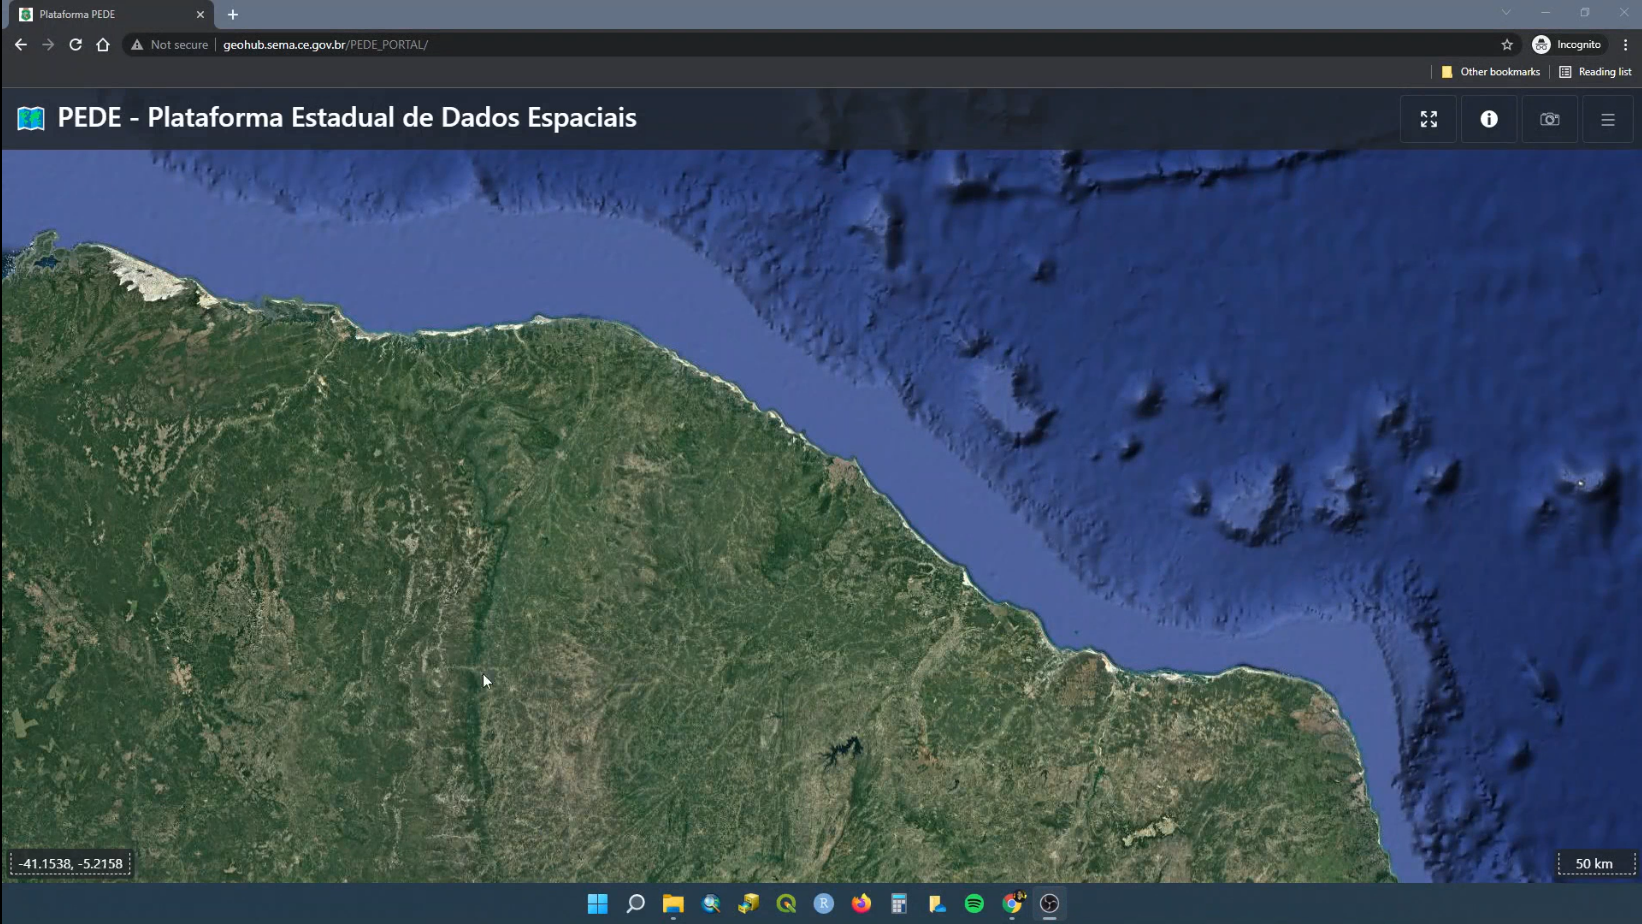 Plataforma PEDE
Not secure
geohub.sema.ce.gov.br/PEDE_PORTAL/
Incognito
Other bookmarks
Reading list
PEDE - Plataforma Estadual de Dados Espaciais
-41.1538, -5.2158
50 km
R